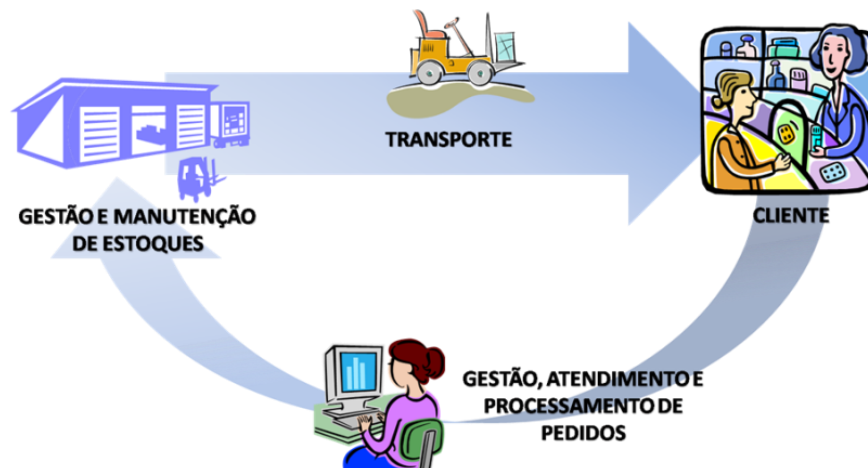 TRANSPORTE
GESTÃO E MANUTENÇÃO
DE ESTOQUES
CLIENTE
GESTÃO, ATENDIMENTO E
PROCESSAMENTO DE
PEDIDOS